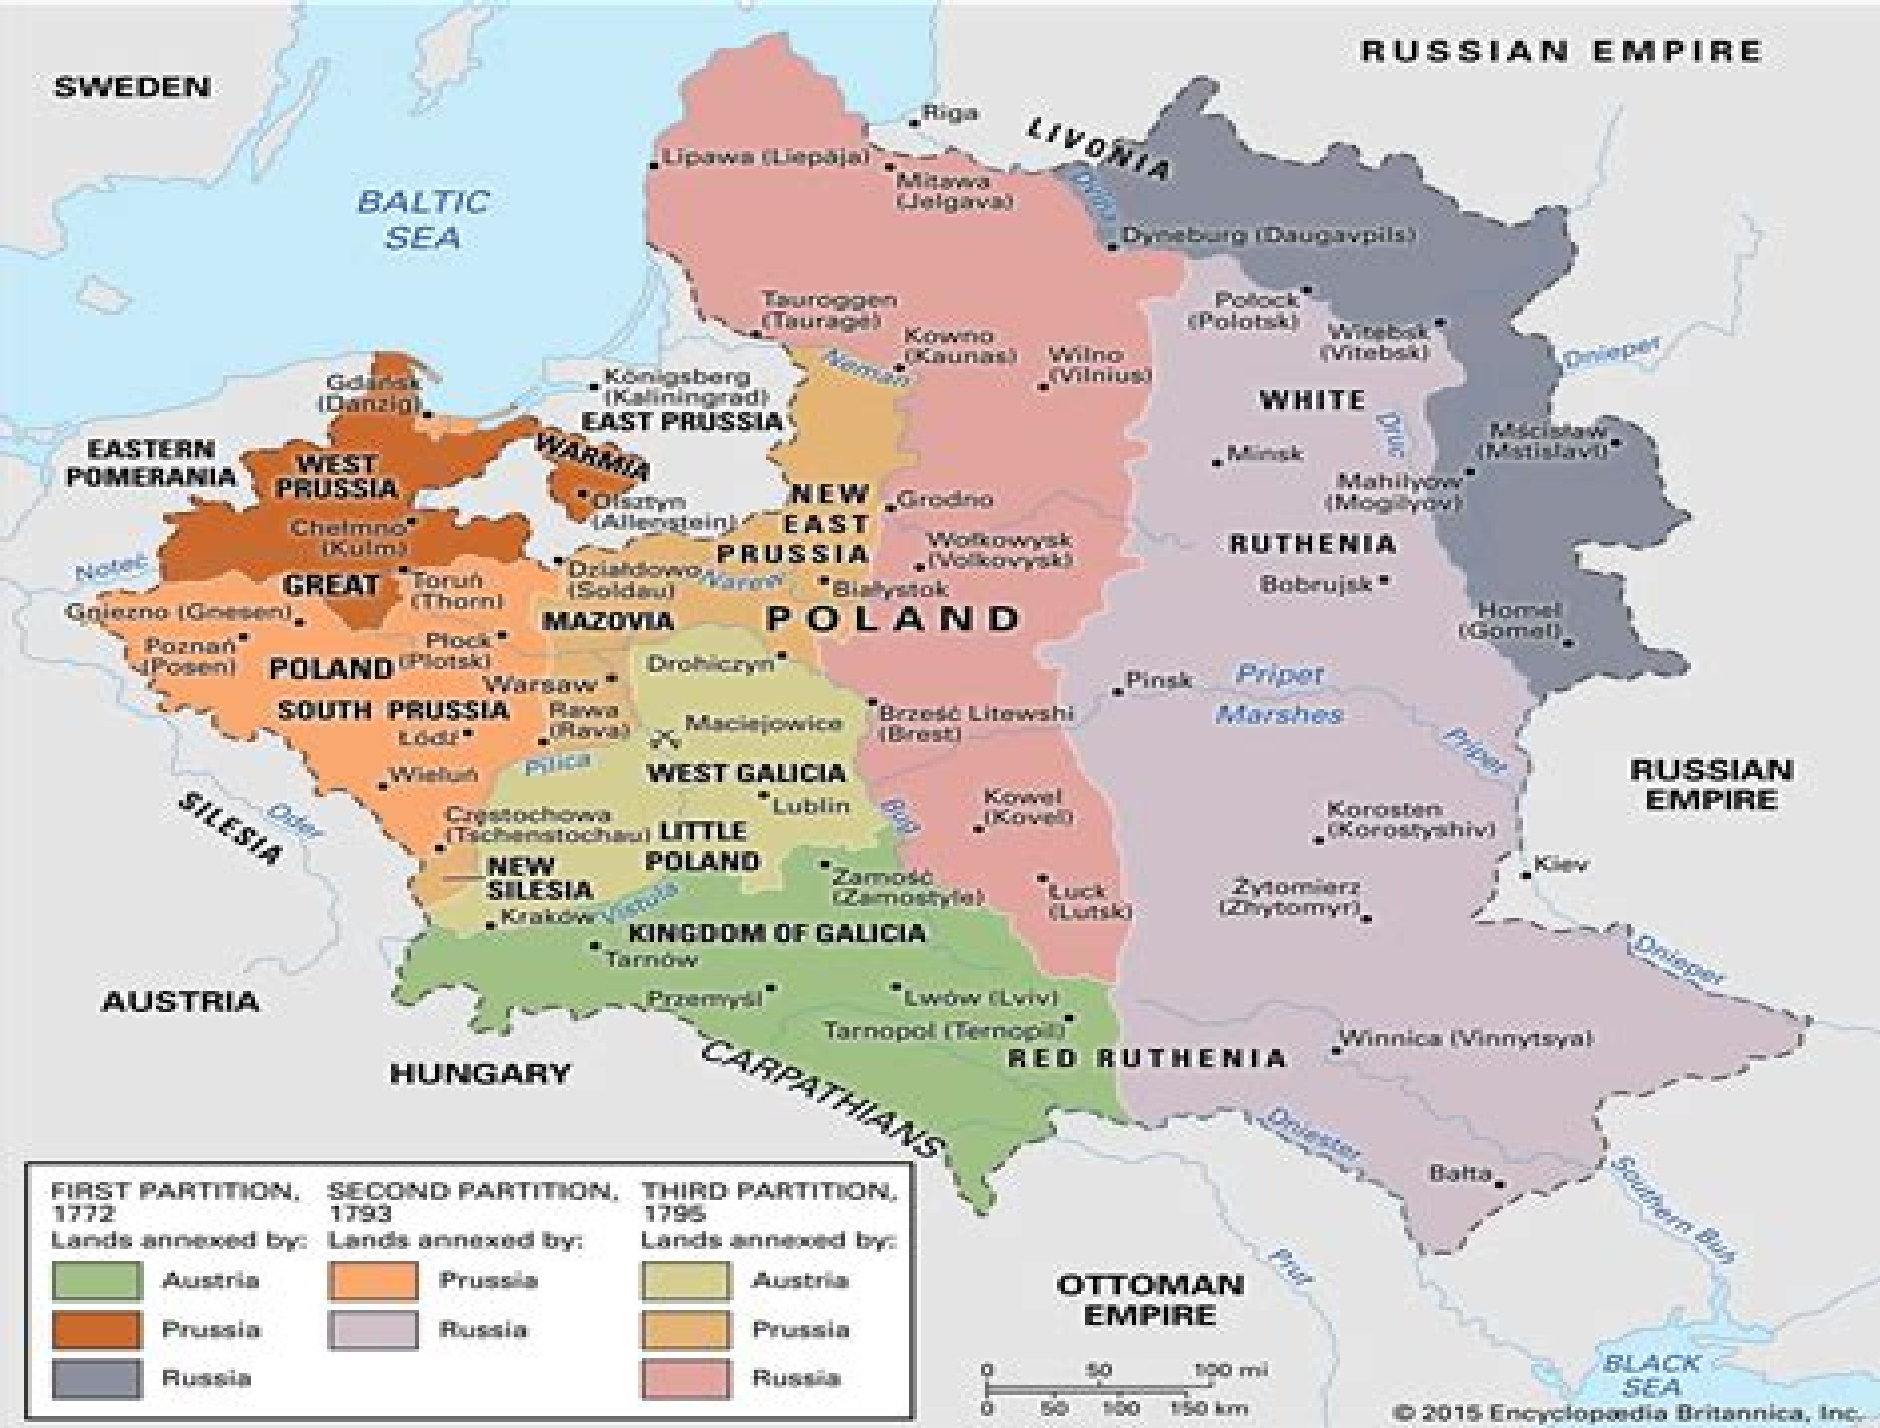 RUSSIAN EMPIRE
SWEDEN
Riga
LIVONIA
Lipawa (Liepāja)
Mitawa
(Jelgava)
BALTIC
SEA
Dvina
Dyneburg (Daugavpils)
Tauroggen
(Taurage)
Połock
(Polotsk)
Witebsk
(Vitebsk)
Kowno
(Kaunas)
Wilno
(Vilnius)
Neman
Dnieper
Gdańsk
(Danzig)
Königsberg
(Kaliningrad)
EAST PRUSSIA
WHITE
Druc
EASTERN
POMERANIA
WEST
PRUSSIA
WARMIA
Minsk
Mścisław
(Mstislavl)
Mahilyow
(Mogilyov)
Olsztyn
(Allenstein)
NEW
EAST
PRUSSIA
Grodno
Chełmno
(Kulm)
Wołkowysk
(Volkovysk)
RUTHENIA
Noteć
GREAT
Toruń
(Thorn)
Działdowo
(Soldau)
Narew
Białystok
Bobrujsk
Gniezno (Gnesen)
MAZOVIA
POLAND
Homel
(Gomel)
Poznań
(Posen)
Płock
(Plotsk)
POLAND
Drohiczyn
Warsaw
Pinsk
Pripet
Marshes
SOUTH PRUSSIA
Rawa
(Rava)
Brześć Litewski
(Brest)
Łódź
Maciejowice
Pripet
Pilica
Wieluń
WEST GALICIA
RUSSIAN
EMPIRE
SILESIA
Oder
Lublin
Bug
Kowel
(Kovel)
Korosten
(Korostyshiv)
Częstochowa
(Tschenstochau)
LITTLE
POLAND
NEW
SILESIA
Zamość
(Zamostye)
Kiev
Łuck
(Lutsk)
Żytomierz
(Zhytomyr)
Kraków
Vistula
KINGDOM OF GALICIA
Tarnów
Dnieper
AUSTRIA
Przemyśl
Lwów (Lviv)
Tarnopol (Ternopil)
Winnica (Vinnytsya)
RED RUTHENIA
HUNGARY
CARPATHIANS
Dniester
Bałta
Southern Buh
Prut
OTTOMAN
EMPIRE
BLACK
SEA
FIRST PARTITION,
1772
Lands annexed by:
Austria
Prussia
Russia
SECOND PARTITION,
1793
Lands annexed by:
Prussia
Russia
THIRD PARTITION,
1795
Lands annexed by:
Austria
Prussia
Russia
0 50 100 mi
0 50 100 150 km
© 2015 Encyclopædia Britannica, Inc.